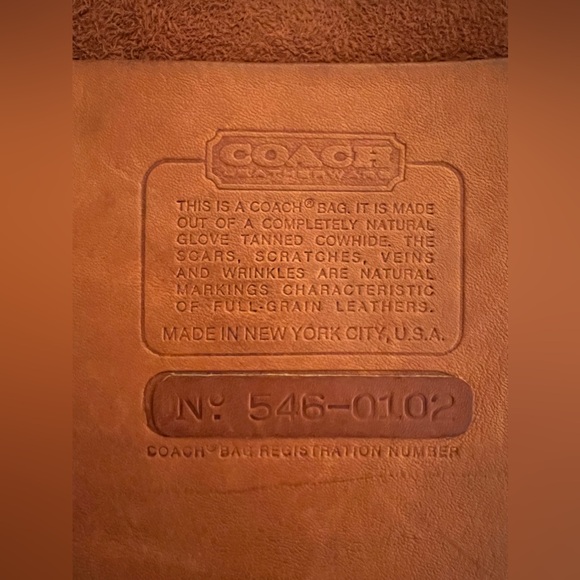 COACH
LEATHERWARE
THIS IS A COACH® BAG. IT IS MADE
OUT OF A COMPLETELY NATURAL
GLOVE TANNED COWHIDE. THE
SCARS, SCRATCHES, VEINS
AND WRINKLES ARE NATURAL
MARKINGS CHARACTERISTIC
OF FULL-GRAIN LEATHERS.
MADE IN NEW YORK CITY, U.S.A.
Nº 546-0102
COACH® BAG REGISTRATION NUMBER